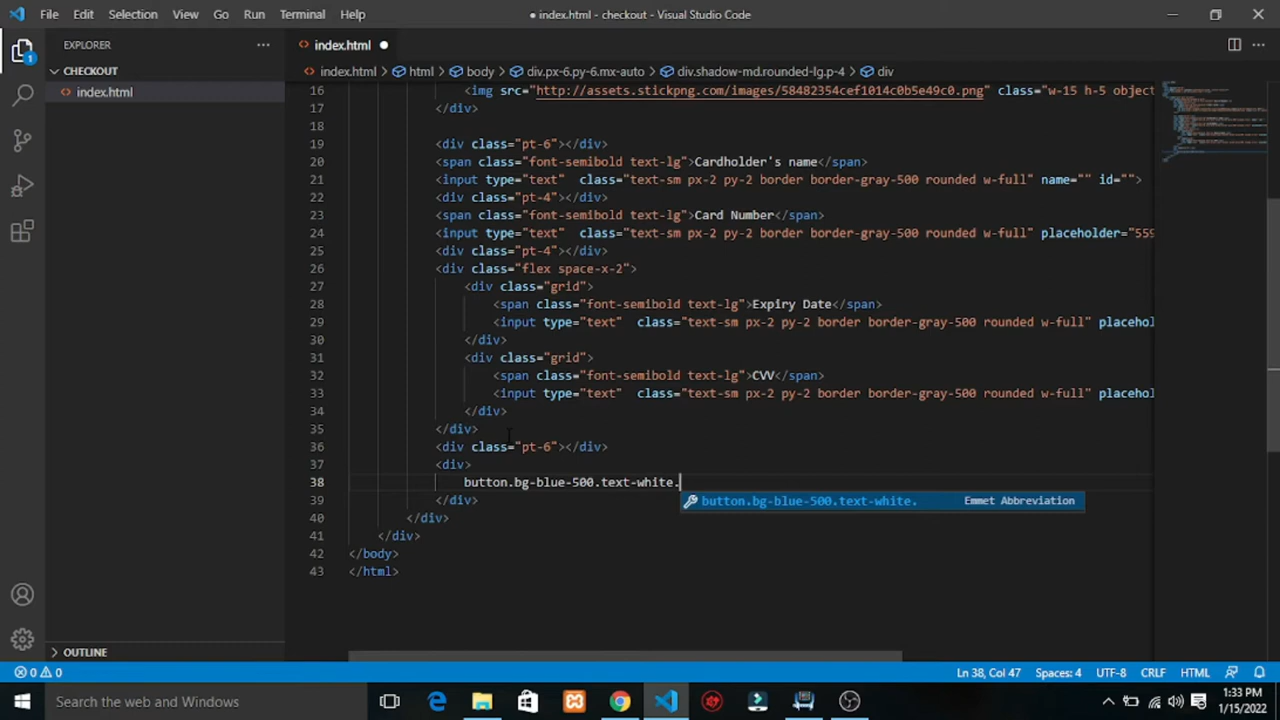 File Edit Selection View Go Run Terminal Help
● index.html - checkout - Visual Studio Code
EXPLORER
index.html
CHECKOUT
index.html > html > body > div.px-6.py-6.mx-auto > div.shadow-md.rounded-lg.p-4 > div
index.html
16 <img src="http://assets.stickpng.com/images/58482354cef1014c0b5e49c0.png" class="w-15 h-5 object
17 </div>
18
19 <div class="pt-6"></div>
20 <span class="font-semibold text-lg">Cardholder's name</span>
21 <input type="text"  class="text-sm px-2 py-2 border border-gray-500 rounded w-full" name="" id="">
22 <div class="pt-4"></div>
23 <span class="font-semibold text-lg">Card Number</span>
24 <input type="text"  class="text-sm px-2 py-2 border border-gray-500 rounded w-full" placeholder="559
25 <div class="pt-4"></div>
26 <div class="flex space-x-2">
27 <div class="grid">
28 <span class="font-semibold text-lg">Expiry Date</span>
29 <input type="text"  class="text-sm px-2 py-2 border border-gray-500 rounded w-full" placehol
30 </div>
31 <div class="grid">
32 <span class="font-semibold text-lg">CVV</span>
33 <input type="text"  class="text-sm px-2 py-2 border border-gray-500 rounded w-full" placehol
34 </div>
35 </div>
36 <div class="pt-6"></div>
37 <div>
38 button.bg-blue-500.text-white.
button.bg-blue-500.text-white. Emmet Abbreviation
39 </div>
40 </div>
41 </div>
42 </body>
43 </html>
OUTLINE
0 0
Ln 38, Col 47 Spaces: 4 UTF-8 CRLF HTML
Search the web and Windows
1:33 PM
1/15/2022